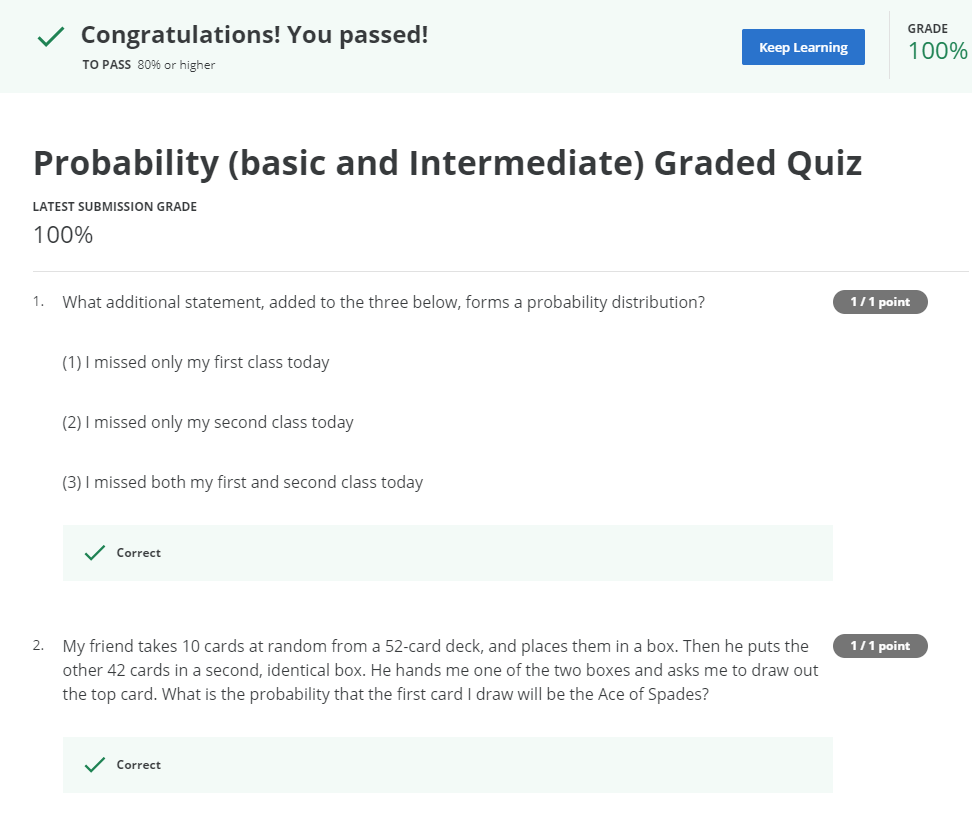 Congratulations! You passed!
TO PASS 80% or higher
Keep Learning
GRADE
100%
Probability (basic and Intermediate) Graded Quiz
LATEST SUBMISSION GRADE
100%
1. What additional statement, added to the three below, forms a probability distribution?
1 / 1 point
(1) I missed only my first class today
(2) I missed only my second class today
(3) I missed both my first and second class today
Correct
2. My friend takes 10 cards at random from a 52-card deck, and places them in a box. Then he puts the
1 / 1 point
other 42 cards in a second, identical box. He hands me one of the two boxes and asks me to draw out
the top card. What is the probability that the first card I draw will be the Ace of Spades?
Correct